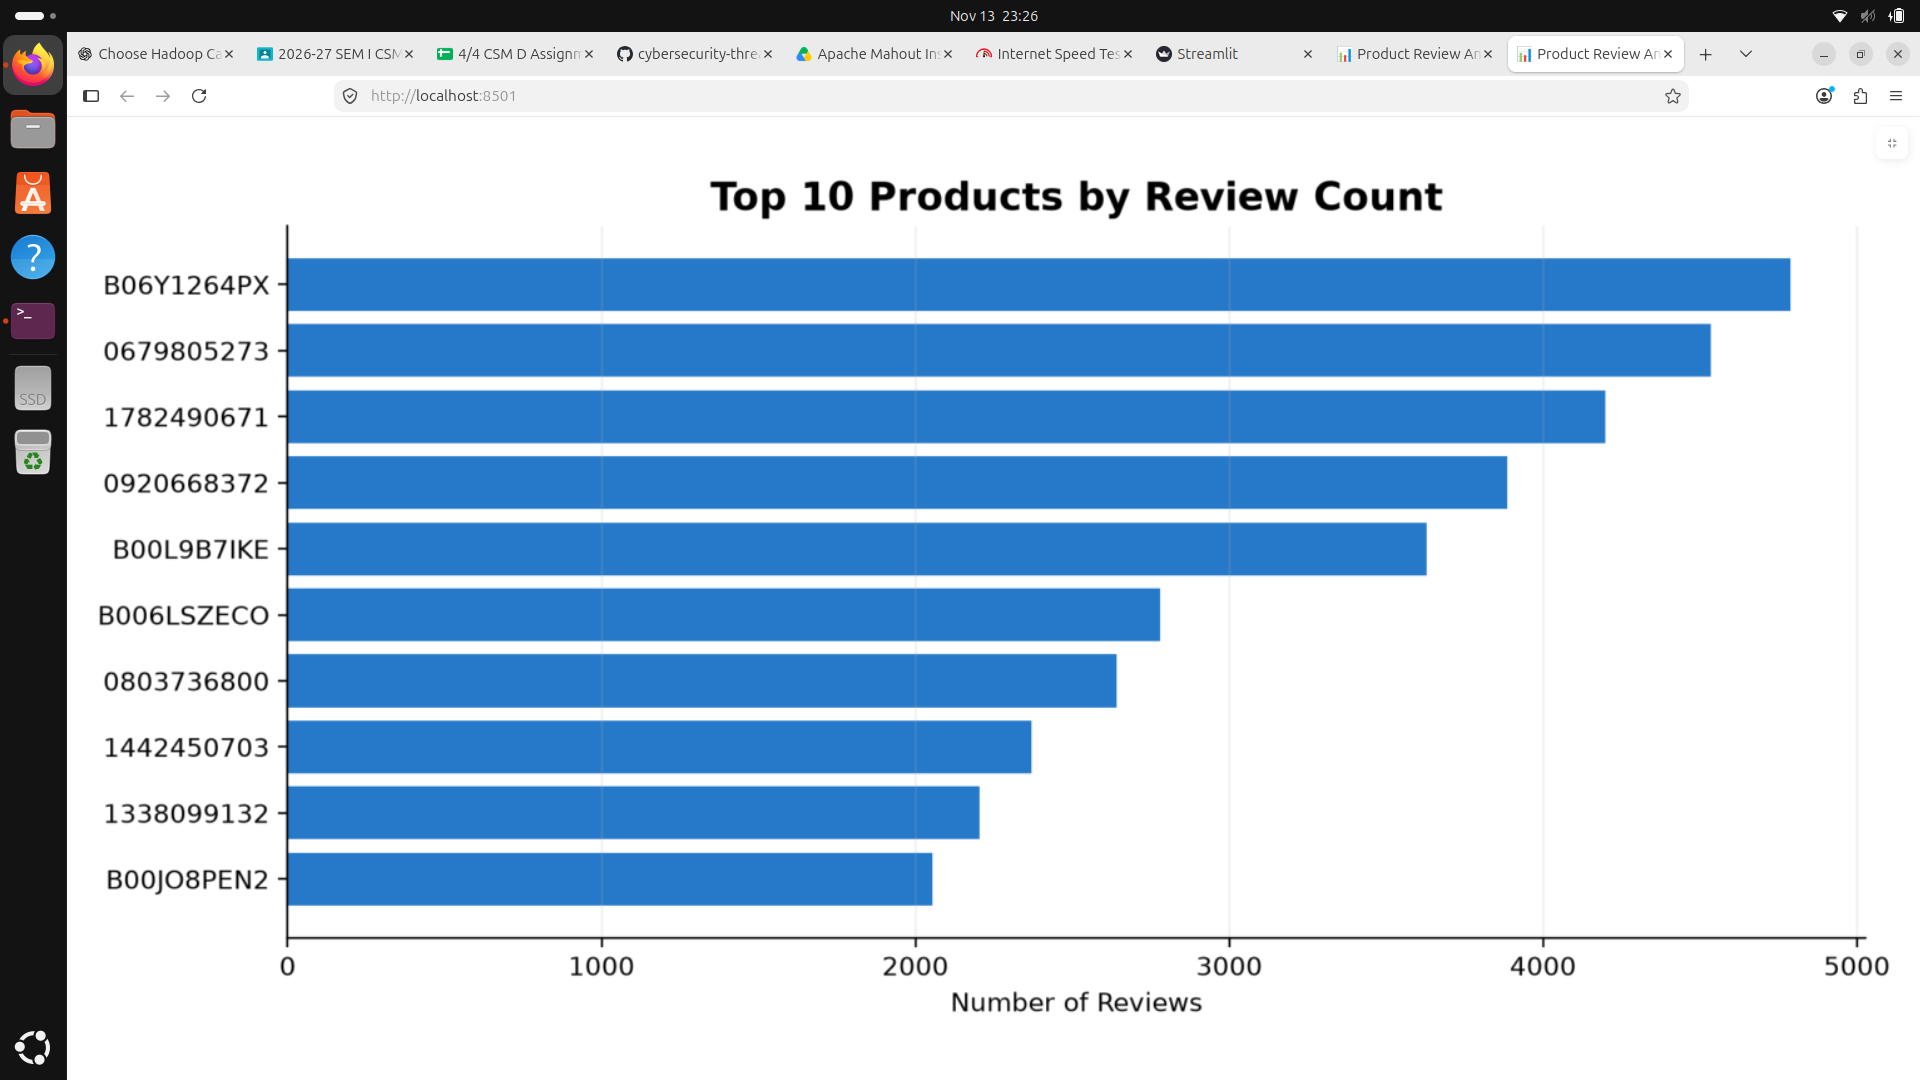 Nov 13 23:26
Choose Hadoop Ca
2026-27 SEM I CSM
4/4 CSM D Assignm
cybersecurity-thre
Apache Mahout Ins
Internet Speed Tes
Streamlit
Product Review An
Product Review An
http://localhost:8501
SSD
Top 10 Products by Review Count
B06Y1264PX
0679805273
1782490671
0920668372
B00L9B7IKE
B006LSZECO
0803736800
1442450703
1338099132
B00JO8PEN2
0 1000 2000 3000 4000 5000
Number of Reviews